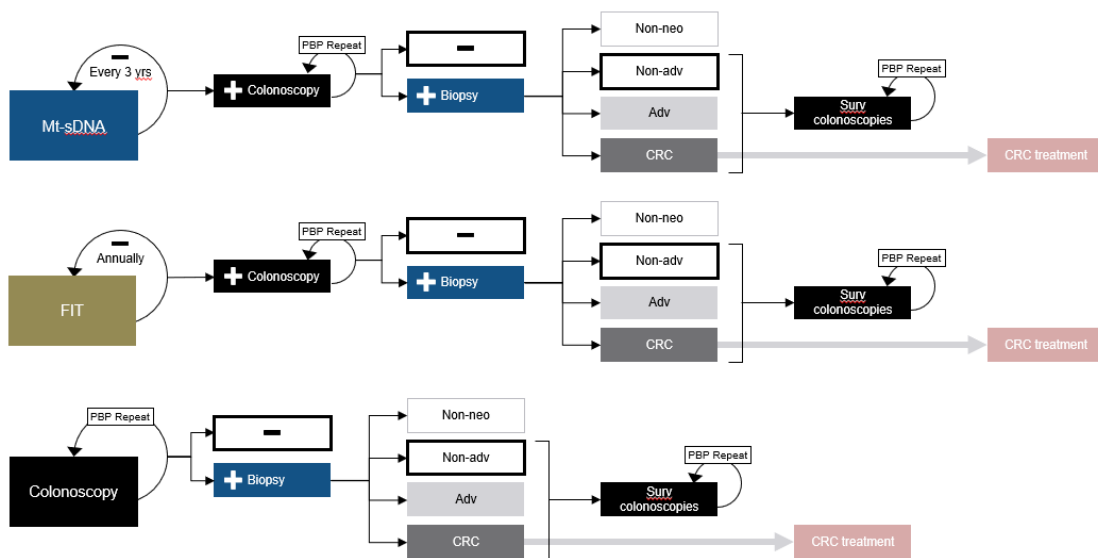 PBP Repeat
Non-neo
Every 3 yrs
Mt-sDNA
Colonoscopy
Biopsy
Non-adv
Adv
CRC
PBP Repeat
Surv
colonoscopies
CRC treatment
PBP Repeat
Non-neo
Annually
FIT
Colonoscopy
Biopsy
Non-adv
Adv
CRC
PBP Repeat
Surv
colonoscopies
CRC treatment
PBP Repeat
Colonoscopy
Biopsy
Non-neo
Non-adv
Adv
CRC
PBP Repeat
Surv
colonoscopies
CRC treatment